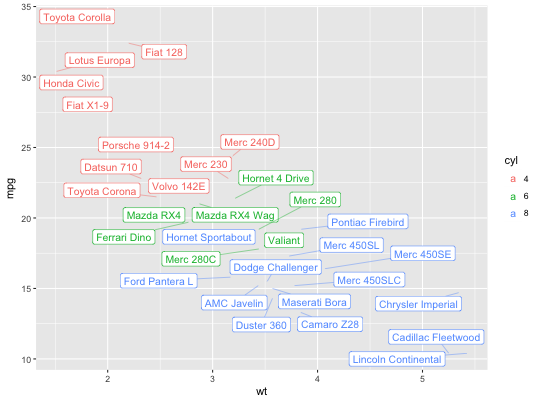 35
Toyota Corolla
Fiat 128
Lotus Europa
30
Honda Civic
Fiat X1-9
25
Porsche 914-2
Merc 240D
Datsun 710
Merc 230
Hornet 4 Drive
Toyota Corona
Volvo 142E
Merc 280
20
Mazda RX4
Mazda RX4 Wag
Pontiac Firebird
Ferrari Dino
Hornet Sportabout
Valiant
Merc 450SL
Merc 280C
Merc 450SE
Dodge Challenger
15
Ford Pantera L
Merc 450SLC
AMC Javelin
Maserati Bora
Chrysler Imperial
Duster 360
Camaro Z28
Cadillac Fleetwood
10
Lincoln Continental
mpg
2
3
4
5
wt
cyl
a 4
a 6
a 8